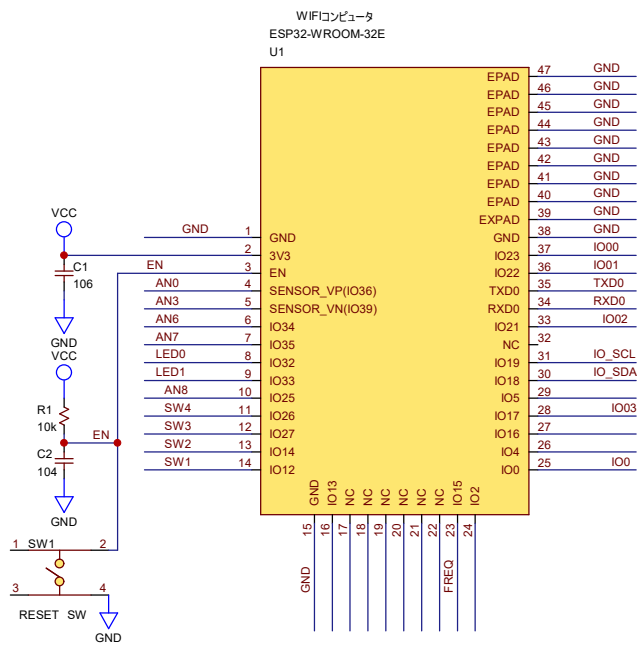 WIFIコンピュータ
ESP32-WROOM-32E
U1
EPAD 47 GND
EPAD 46 GND
EPAD 45 GND
EPAD 44 GND
EPAD 43 GND
EPAD 42 GND
EPAD 41 GND
EPAD 40 GND
EXPAD 39 GND
GND 38 GND
IO23 37 IO00
IO22 36 IO01
TXD0 35 TXD0
RXD0 34 RXD0
IO21 33 IO02
NC 32
IO19 31 IO_SCL
IO18 30 IO_SDA
IO5 29
IO17 28 IO03
IO16 27
IO4 26
IO0 25 IO0
GND 1 GND
2 3V3
EN 3 EN
AN0 4 SENSOR_VP(IO36)
AN3 5 SENSOR_VN(IO39)
AN6 6 IO34
AN7 7 IO35
LED0 8 IO32
LED1 9 IO33
AN8 10 IO25
SW4 11 IO26
SW3 12 IO27
SW2 13 IO14
SW1 14 IO12
GND 15 GND
IO13 16
NC 17
NC 18
NC 19
NC 20
NC 21
NC 22
IO15 23 FREQ
IO2 24
VCC
C1
106
GND
VCC
R1
10k
EN
C2
104
GND
1 SW1 2
3 4
RESET SW
GND